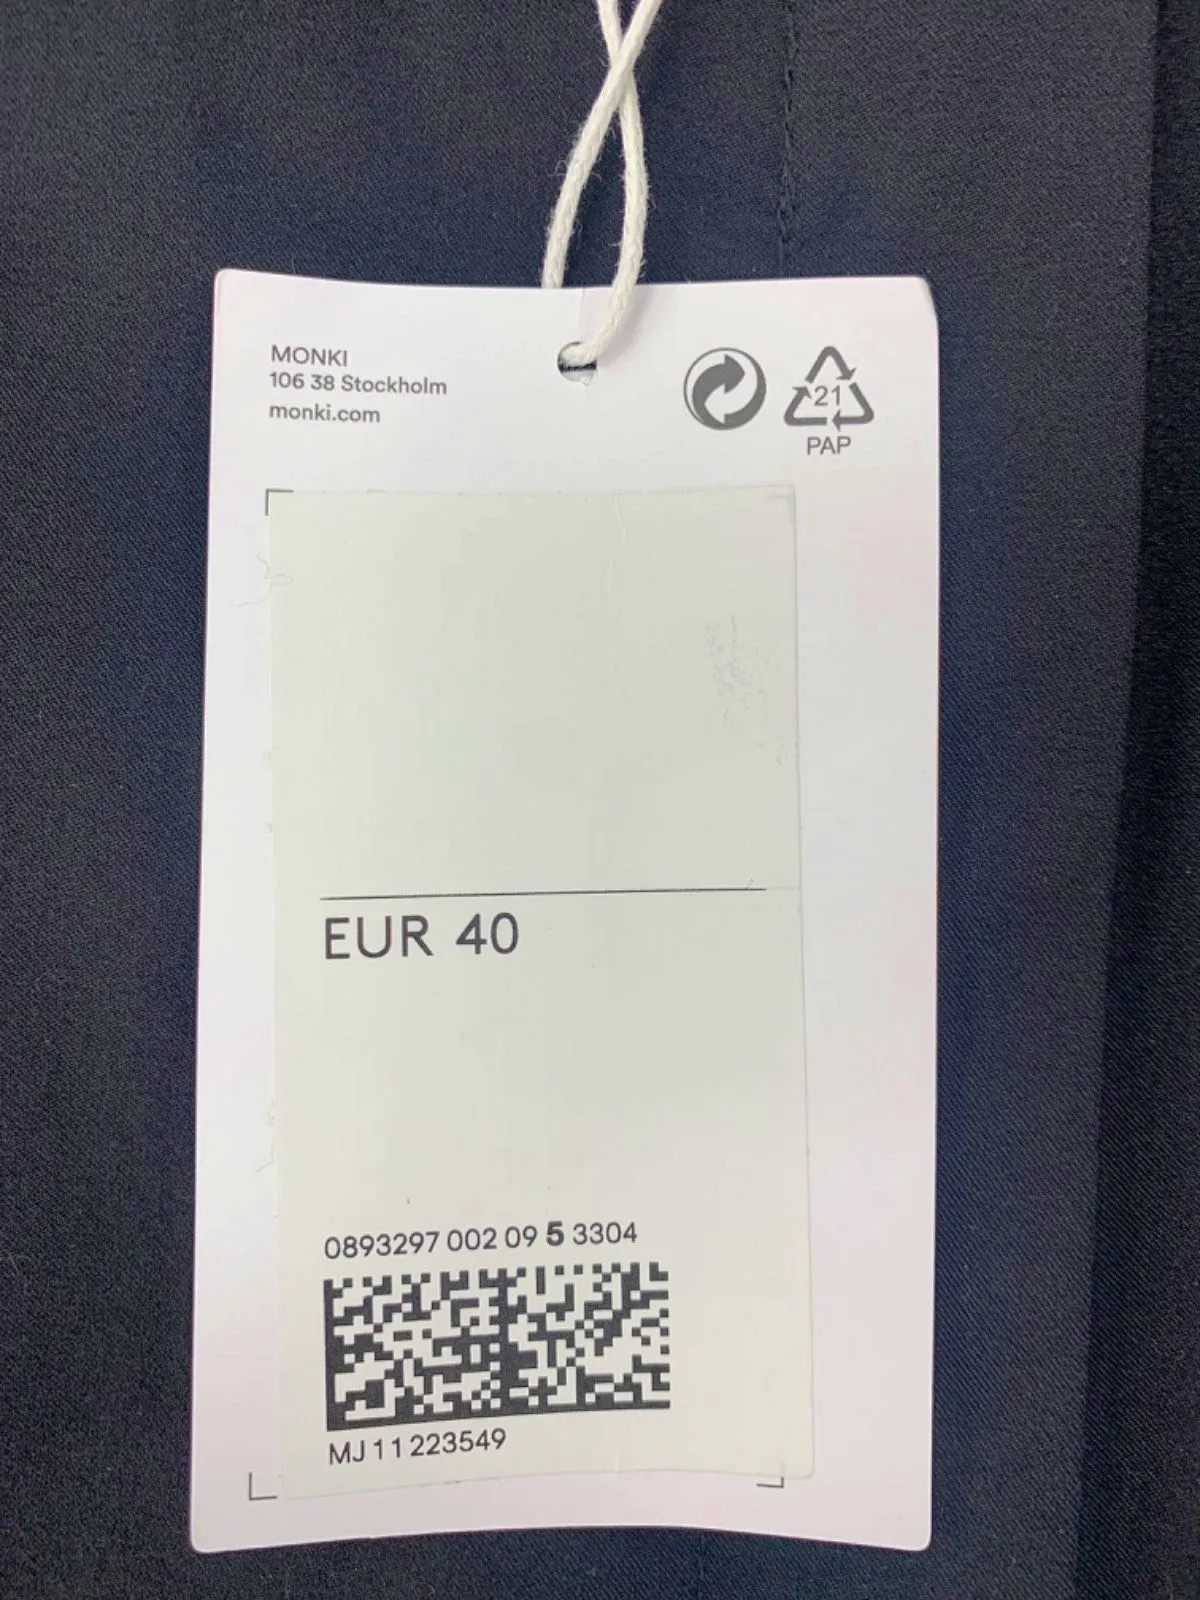 MONKI
106 38 Stockholm
monki.com
21
PAP
EUR 40
0893297 002 09 5 3304
MJ 11 223549